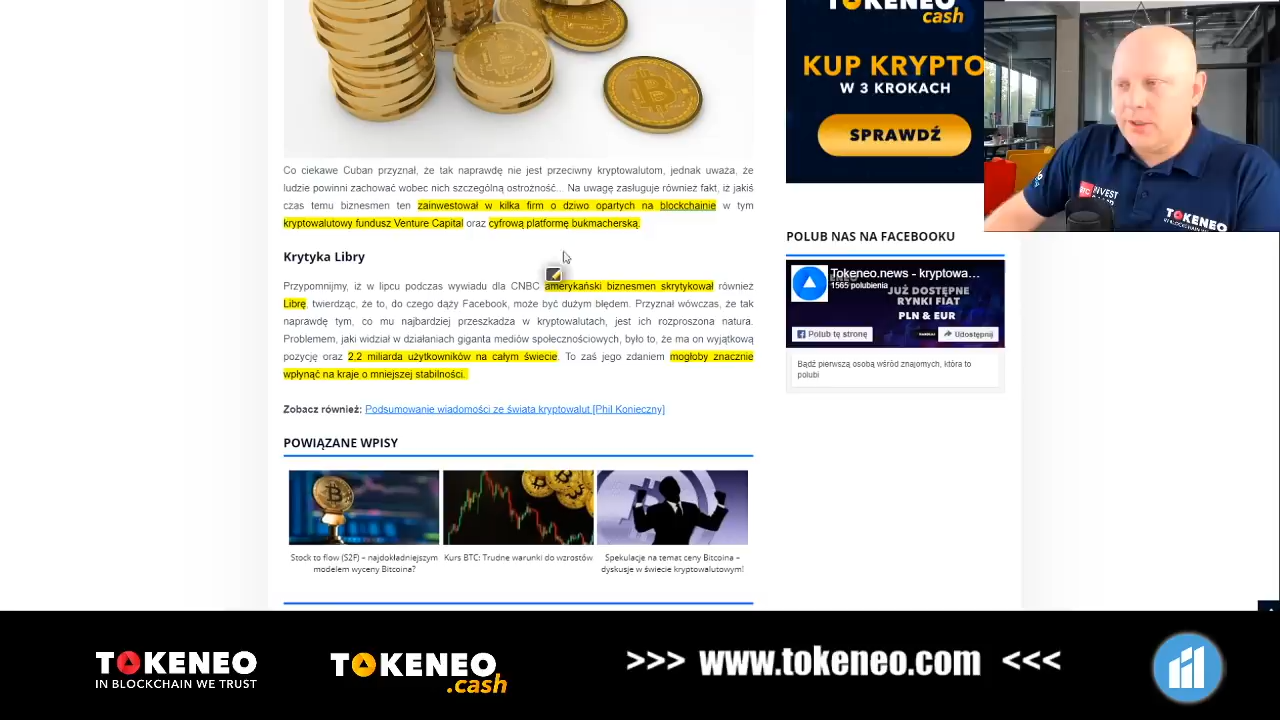 TOKENEO
cash
KUP KRYPTO
W 3 KROKACH
SPRAWDŹ
Co ciekawe Cuban przyznał, że tak naprawdę nie jest przeciwny kryptowalutom, jednak uważa, że
ludzie powinni zachować wobec nich szczególną ostrożność... Na uwagę zasługuje również fakt, iż jakiś
czas temu biznesmen ten zainwestował w kilka firm o dziwo opartych na blockchainie w tym
kryptowalutowy fundusz Venture Capital oraz cyfrową platformę bukmacherską.
Krytyka Libry
Przypomnijmy, iż w lipcu podczas wywiadu dla CNBC amerykański biznesmen skrytykował również
Librę, twierdząc, że to, do czego dąży Facebook, może być dużym błędem. Przyznał wówczas, że tak
naprawdę tym, co mu najbardziej przeszkadza w kryptowalutach, jest ich rozproszona natura.
Problemem, jaki widział w działaniach giganta mediów społecznościowych, było to, że ma on wyjątkową
pozycję oraz 2,2 miliarda użytkowników na całym świecie. To zaś jego zdaniem mogłoby znacznie
wpłynąć na kraje o mniejszej stabilności.
Zobacz również: Podsumowanie wiadomości ze świata kryptowalut [Phil Konieczny]
POWIĄZANE WPISY
Stock to flow (S2F) – najdokładniejszym
modelem wyceny Bitcoina?
Kurs BTC: Trudne warunki do wzrostów
Spekulacje na temat ceny Bitcoina –
dyskusje w świecie kryptowalutowym!
POLUB NAS NA FACEBOOKU
Tokeneo.news - kryptowa...
1565 polubienia
JUŻ DOSTĘPNE
RYNKI FIAT
PLN & EUR
Polub tę stronę
Udostępnij
Bądź pierwszą osobą wśród znajomych, która to
polubi
BTC INVEST
TOKENEO
IN BLOCKCHAIN WE TRUST
TOKENEO
IN BLOCKCHAIN WE TRUST
TOKENEO
.cash
>>> www.tokeneo.com <<<